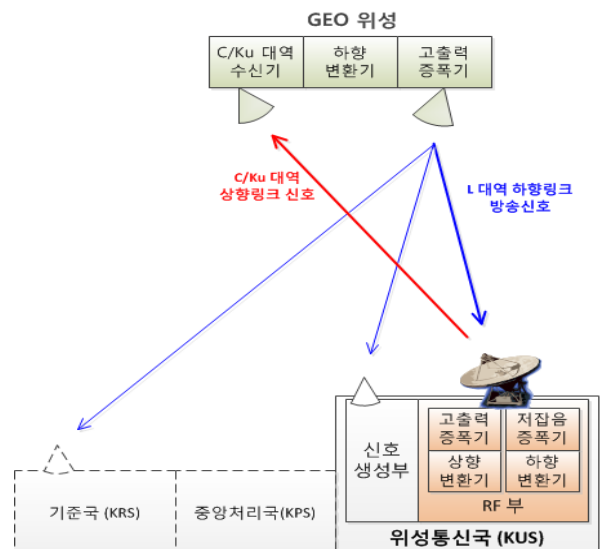 GEO 위성
C/Ku 대역
수신기
하향
변환기
고출력
증폭기
C/Ku 대역
상향링크 신호
L 대역 하향링크
방송신호
신호
생성부
고출력
증폭기
저잡음
증폭기
상향
변환기
하향
변환기
RF 부
기준국 (KRS)
중앙처리국(KPS)
위성통신국 (KUS)